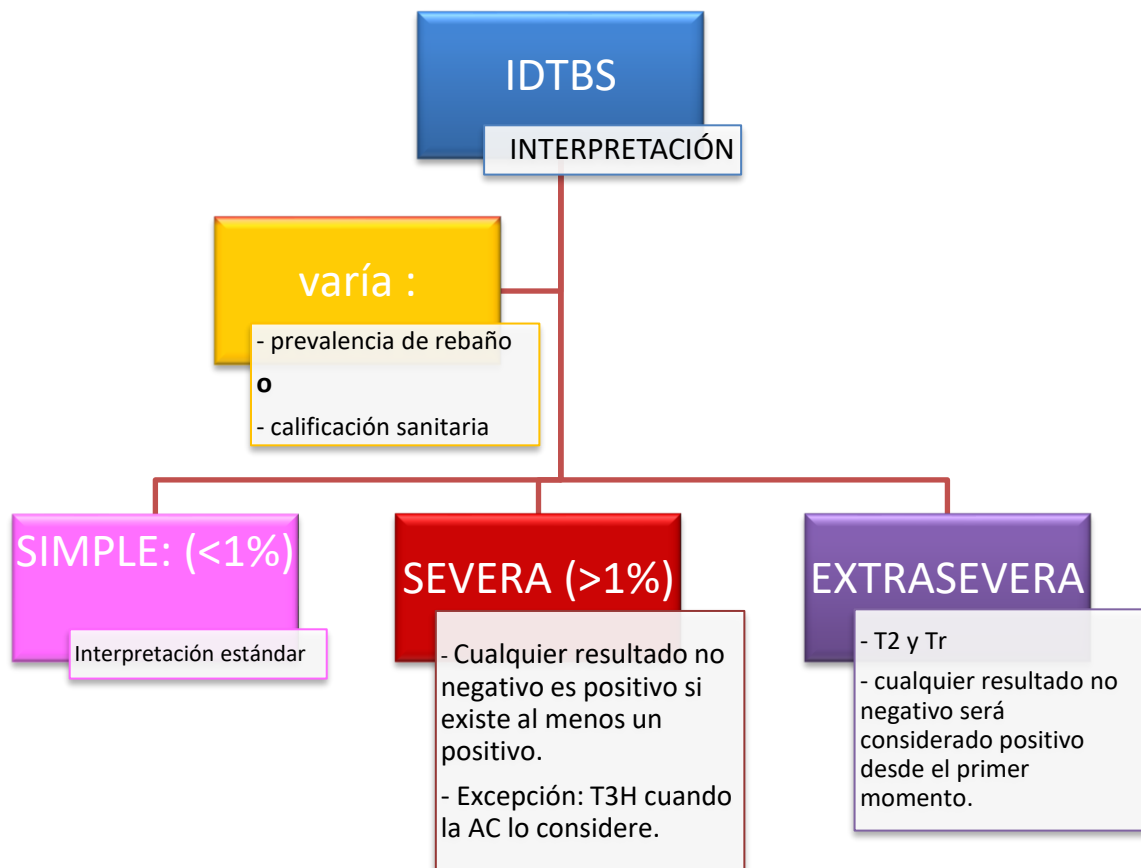 IDTBS
INTERPRETACIÓN
varía :
- prevalencia de rebaño
o
- calificación sanitaria
SIMPLE: (<1%)
Interpretación estándar
SEVERA (>1%)
- Cualquier resultado no
negativo es positivo si
existe al menos un
positivo.
- Excepción: T3H cuando
la AC lo considere.
EXTRASEVERA
- T2 y Tr
- cualquier resultado no
negativo será
considerado positivo
desde el primer
momento.